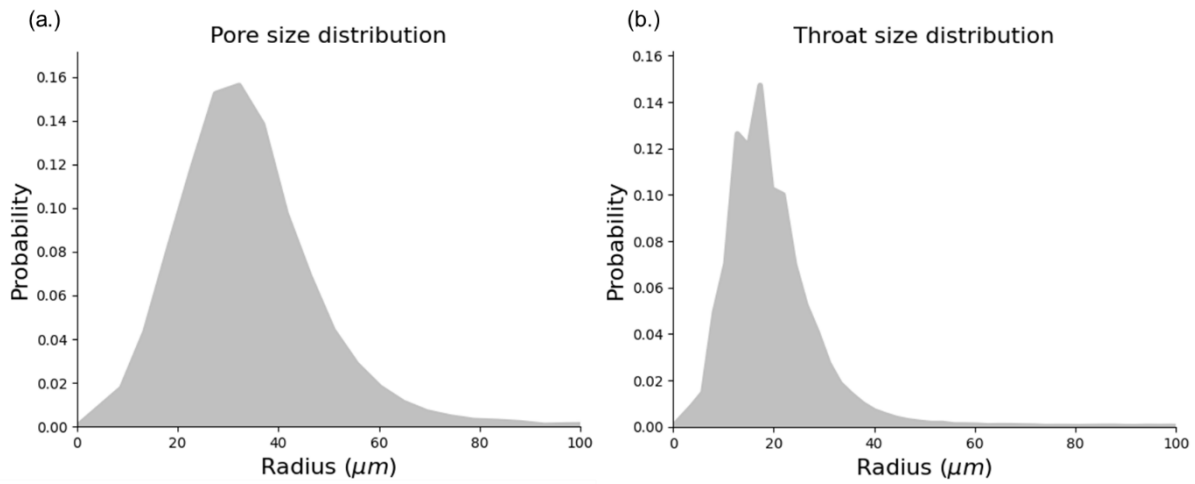 (a.)
Pore size distribution
Probability
0.16
0.14
0.12
0.10
0.08
0.06
0.04
0.02
0.00
0 20 40 60 80 100
Radius (μm)
(b.)
Throat size distribution
Probability
0.16
0.14
0.12
0.10
0.08
0.06
0.04
0.02
0.00
0 20 40 60 80 100
Radius (μm)